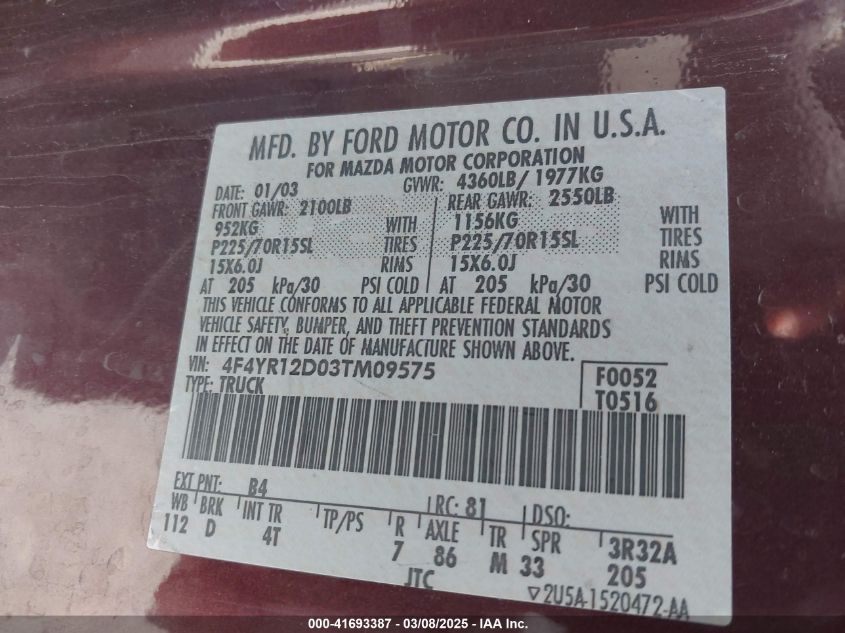 MFD. BY FORD MOTOR CO. IN U.S.A.
FOR MAZDA MOTOR CORPORATION
DATE: 01/03 GVWR: 4360LB/ 1977KG
FRONT GAWR: 2100LB REAR GAWR: 2550LB
952KG WITH 1156KG WITH
P225/70R15SL TIRES P225/70R15SL TIRES
15X6.0J RIMS 15X6.0J RIMS
AT 205 kPa/30 PSI COLD AT 205 kPa/30 PSI COLD
THIS VEHICLE CONFORMS TO ALL APPLICABLE FEDERAL MOTOR
VEHICLE SAFETY, BUMPER, AND THEFT PREVENTION STANDARDS
IN EFFECT ON THE DATE OF MANUFACTURE SHOWN ABOVE.
VIN: 4F4YR12D03TM09575 F0052
TYPE: TRUCK T0516
EXT PNT: B4 RC: 81 DSO:
WB BRK INT TR TP/PS R AXLE TR SPR 3R32A
112 D 4T 7 86 M 33 205
JTC ▽2U5A-1520472-AA
000-41693387 - 03/08/2025 - IAA Inc.